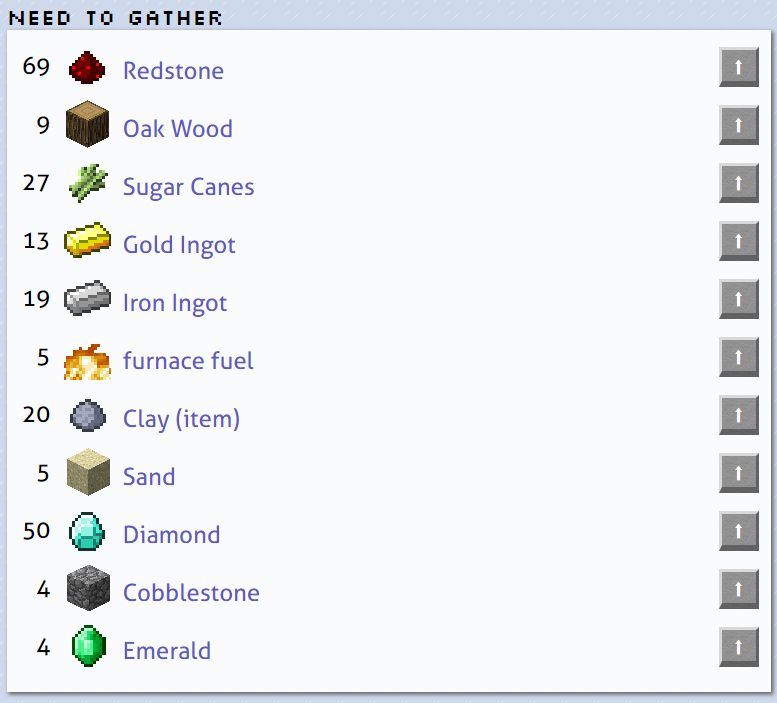 NEED TO GATHER
69 Redstone
9 Oak Wood
27 Sugar Canes
13 Gold Ingot
19 Iron Ingot
5 furnace fuel
20 Clay (item)
5 Sand
50 Diamond
4 Cobblestone
4 Emerald